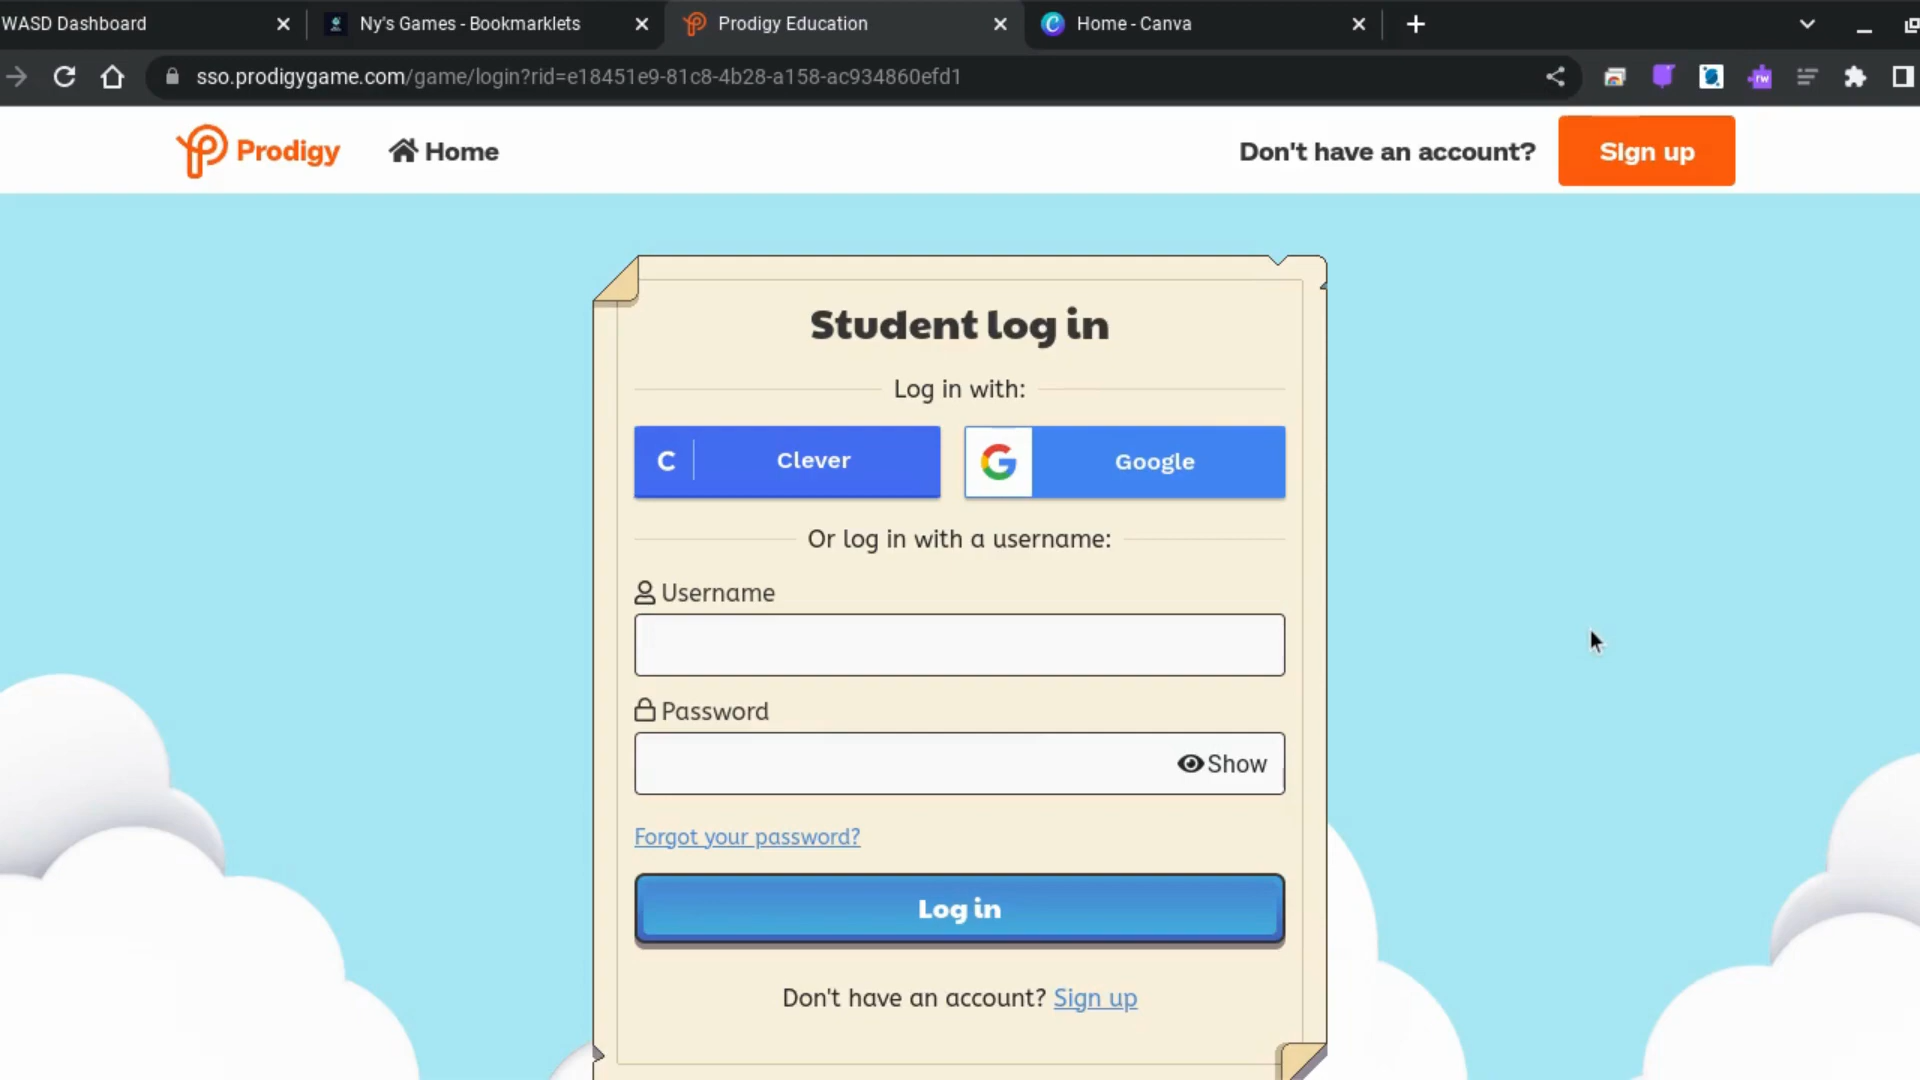 WASD Dashboard
Ny's Games - Bookmarklets
Prodigy Education
Home - Canva
sso.prodigygame.com/game/login?rid=e18451e9-81c8-4b28-a158-ac934860efd1
rw
Prodigy
Home
Don't have an account?
Sign up
Student log in
Log in with:
C Clever
G Google
Or log in with a username:
Username
Password
Show
Forgot your password?
Log in
Don't have an account? Sign up